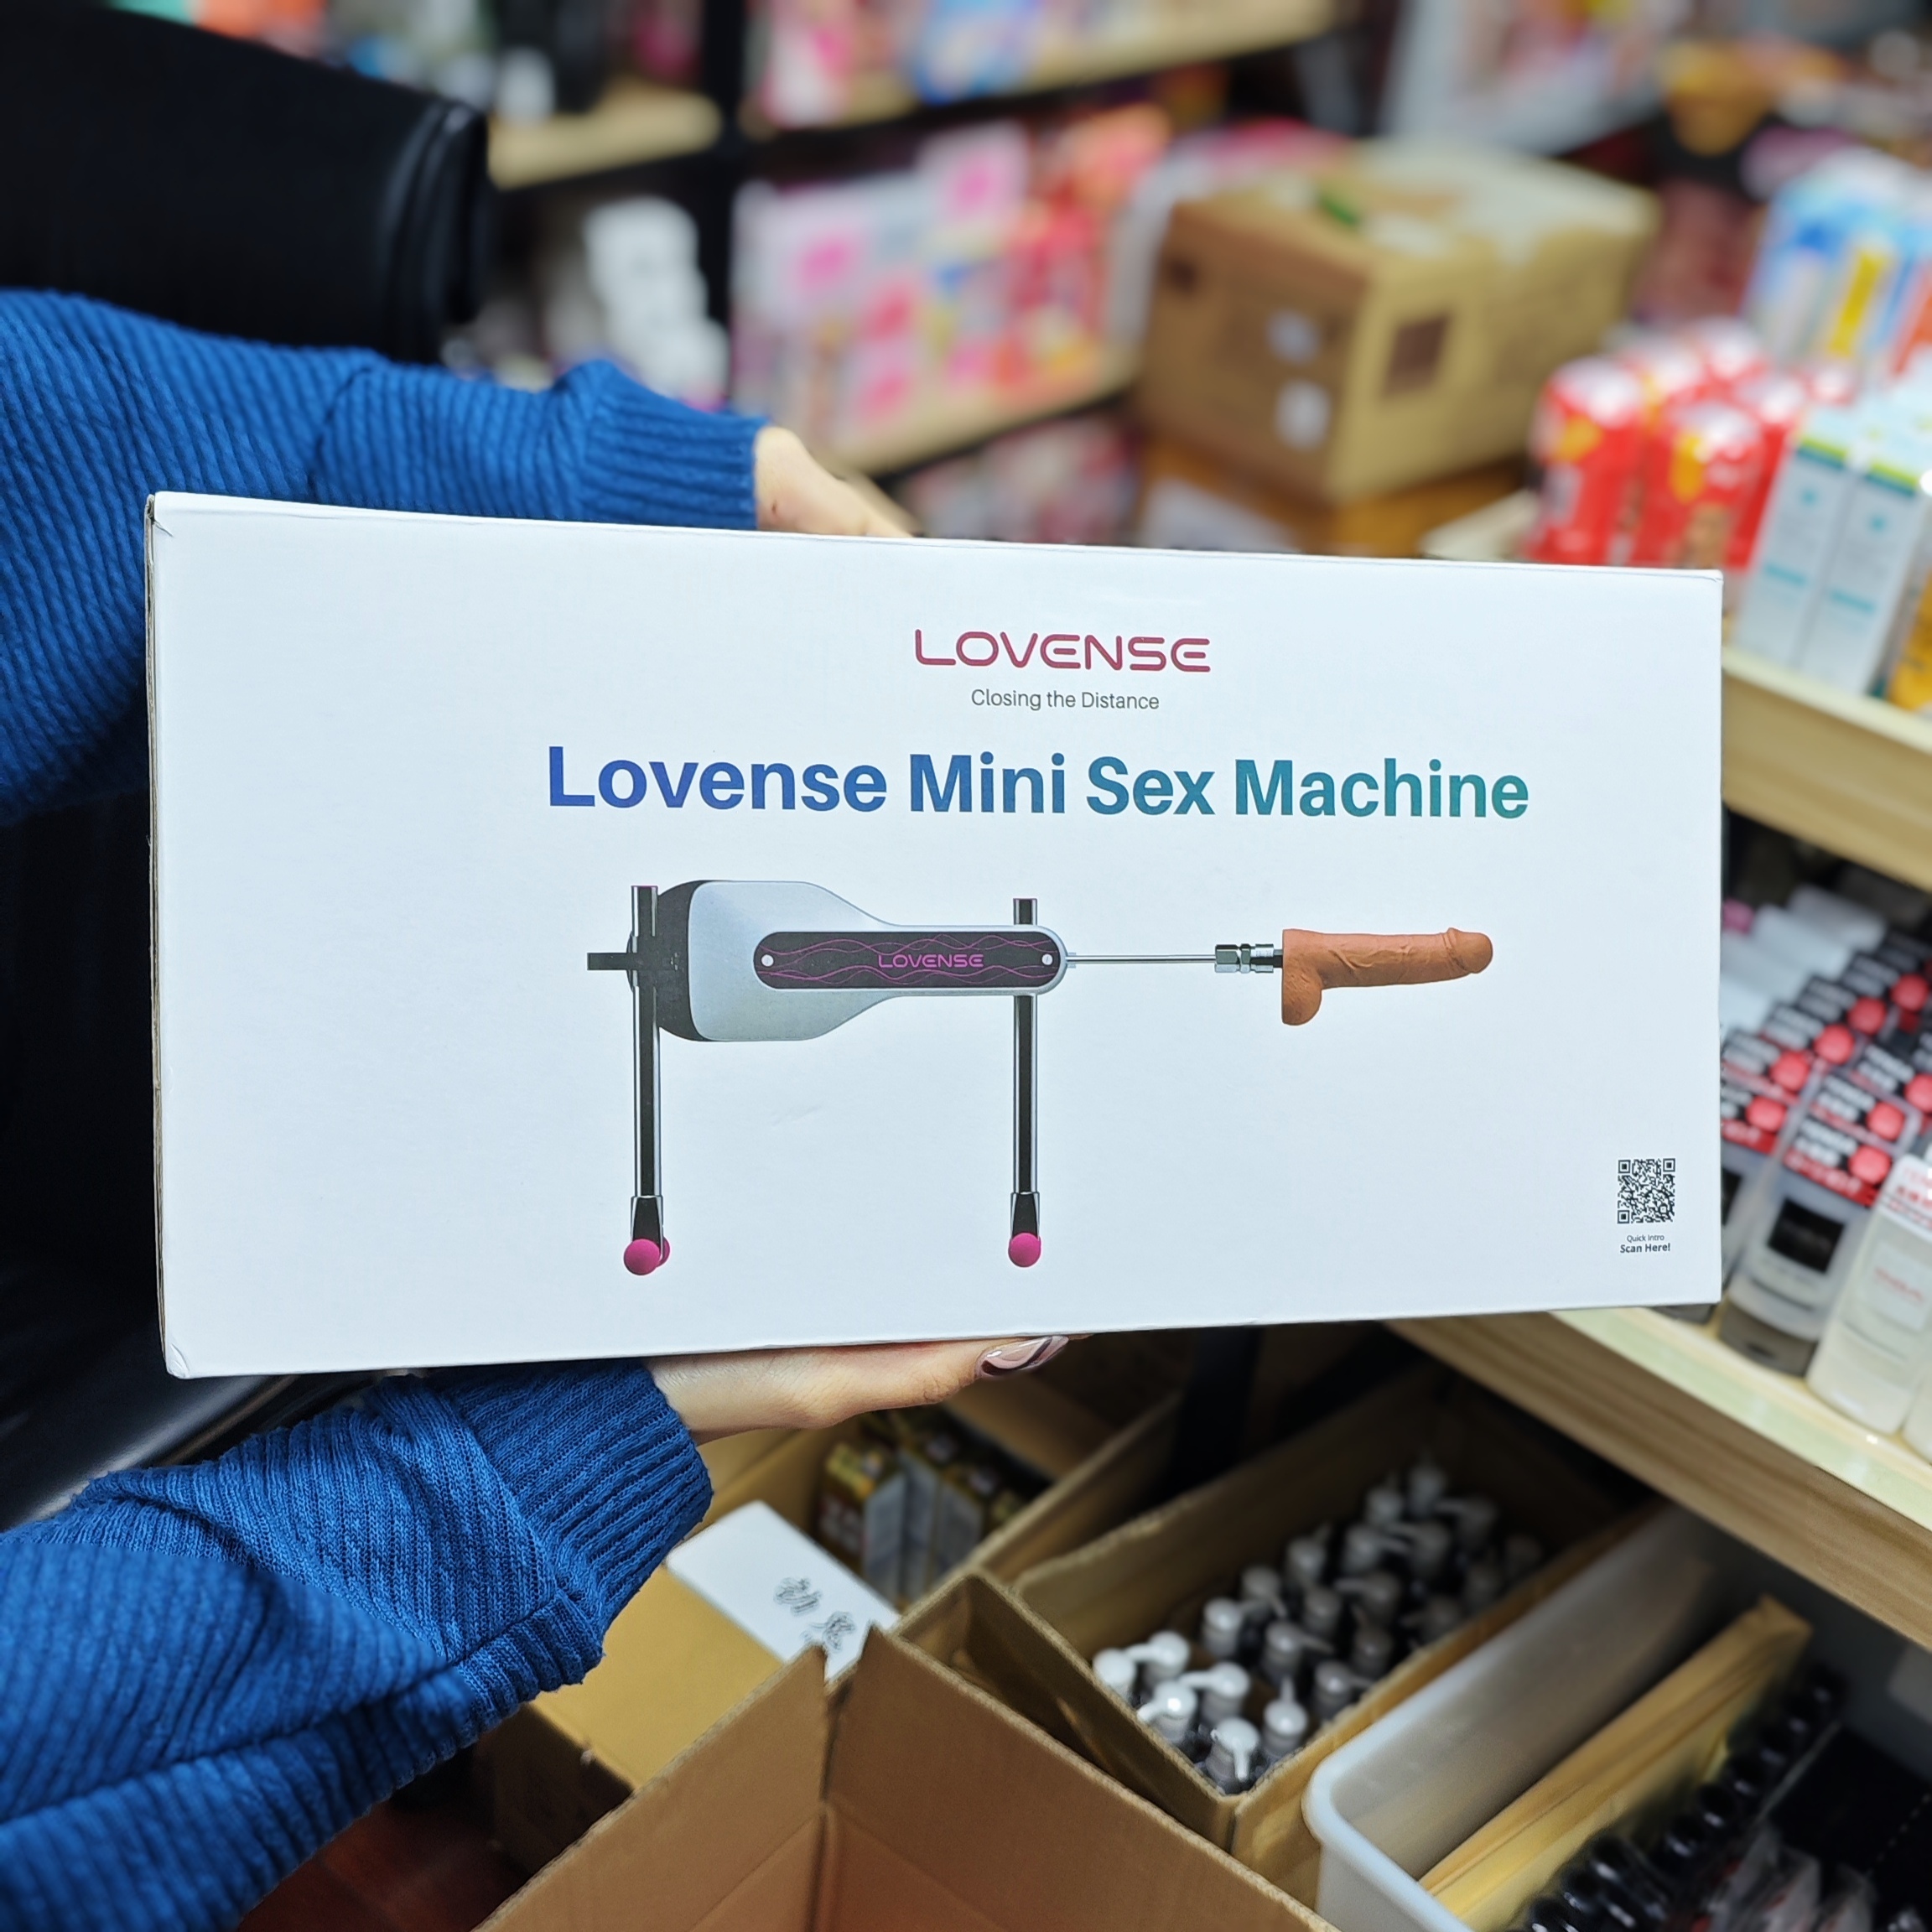 LOVENSE
Closing the Distance
Lovense Mini Sex Machine
LOVENSE
Quick Intro
Scan Here!